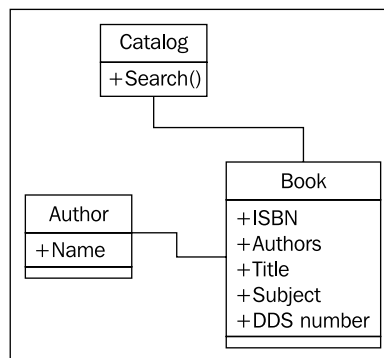 Catalog
+Search()
Book
+ISBN
+Authors
+Title
+Subject
+DDS number
Author
+Name